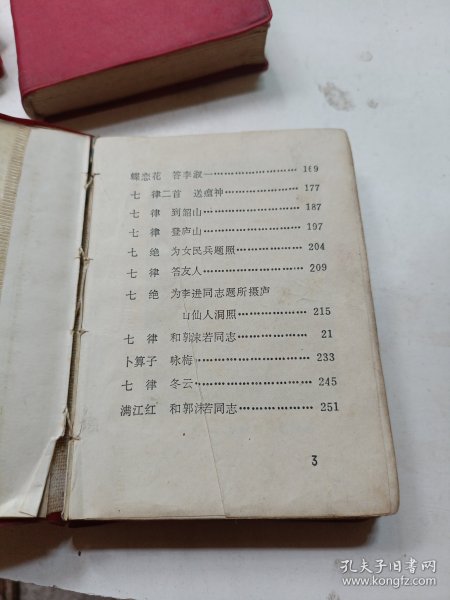 蝶恋花 答李淑一……………… 169
七 律二首 送瘟神……………… 177
七 律 到韶山……………… 187
七 律 登庐山……………… 197
七 绝 为女民兵题照……………… 204
七 律 答友人……………… 209
七 绝 为李进同志题所摄庐
山仙人洞照……………… 215
七 律 和郭沫若同志……………… 21
卜算子 咏梅……………… 233
七 律 冬云……………… 245
满江红 和郭沫若同志……………… 251
3
孔夫子旧书网
www.kongfz.com